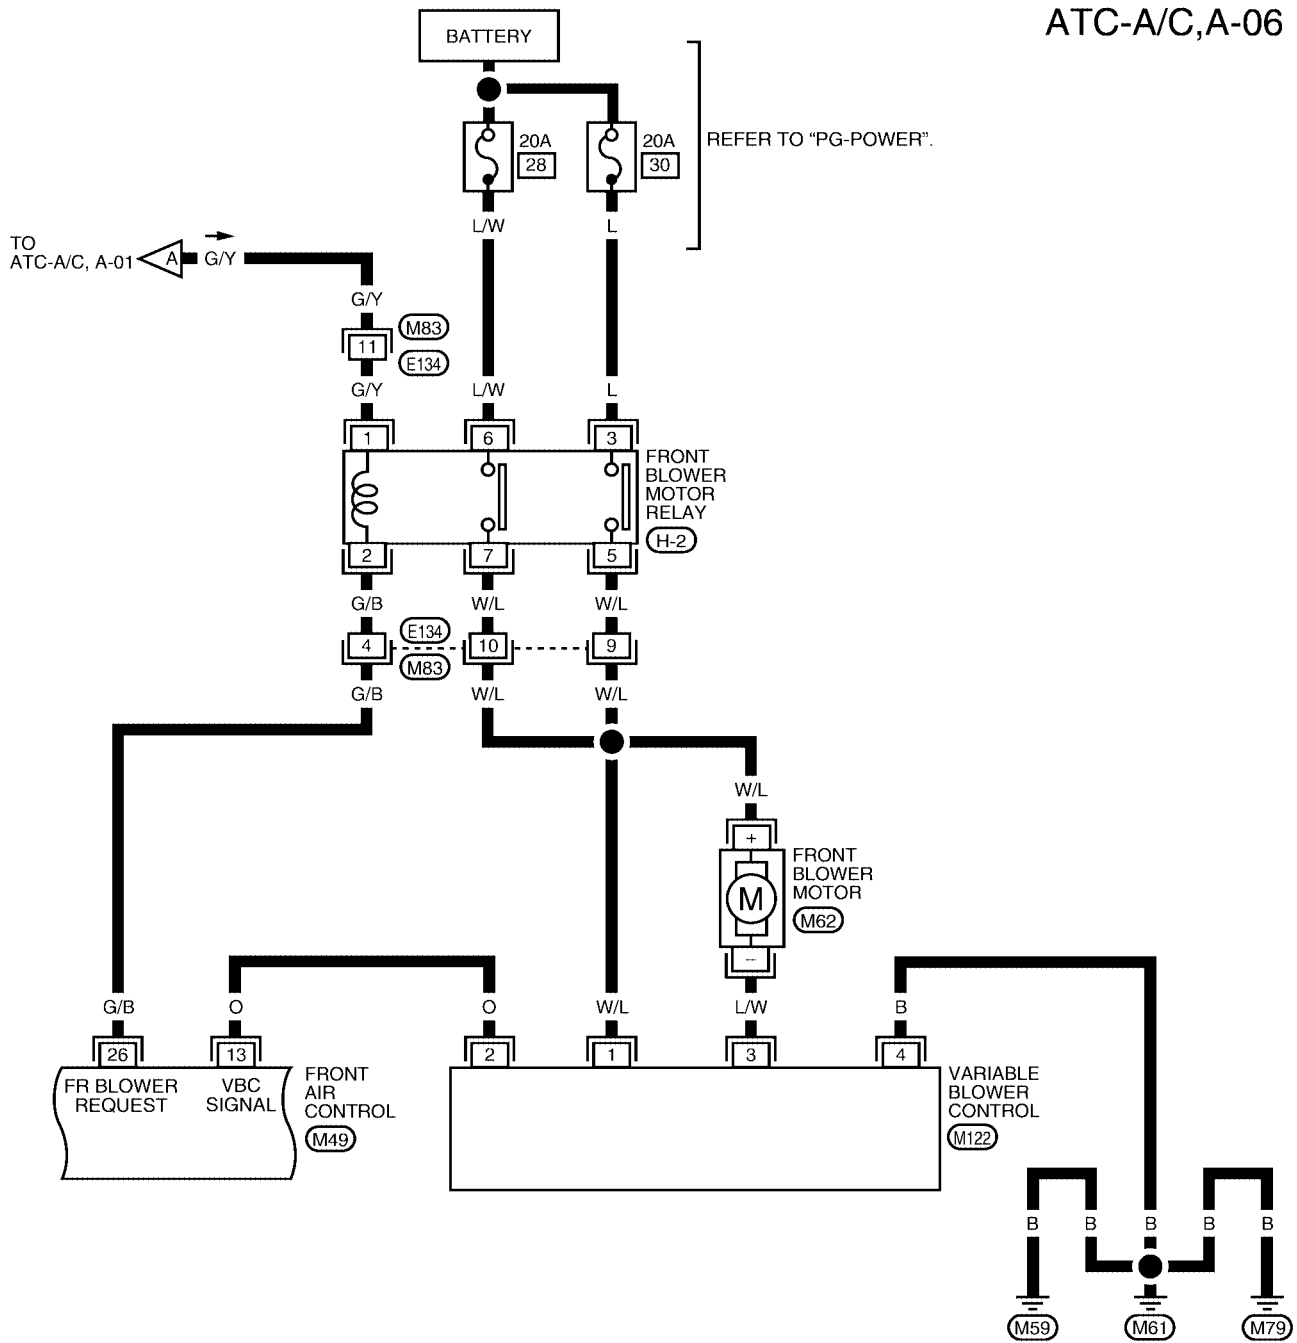 ATC-A/C,A-06
BATTERY
20A
28
20A
30
REFER TO “PG-POWER”.
L/W
L
TO
ATC-A/C, A-01
A
G/Y
G/Y
M83
11
E134
G/Y
L/W
L
1
6
3
FRONT
BLOWER
MOTOR
RELAY
H-2
2
7
5
G/B
W/L
W/L
E134
4
10
9
M83
G/B
W/L
W/L
W/L
+
FRONT
BLOWER
MOTOR
M
M62
–
G/B
O
O
W/L
L/W
B
26
13
2
1
3
4
FR BLOWER
REQUEST
VBC
SIGNAL
FRONT
AIR
CONTROL
M49
VARIABLE
BLOWER
CONTROL
M122
B
B
B
B
B
M59
M61
M79